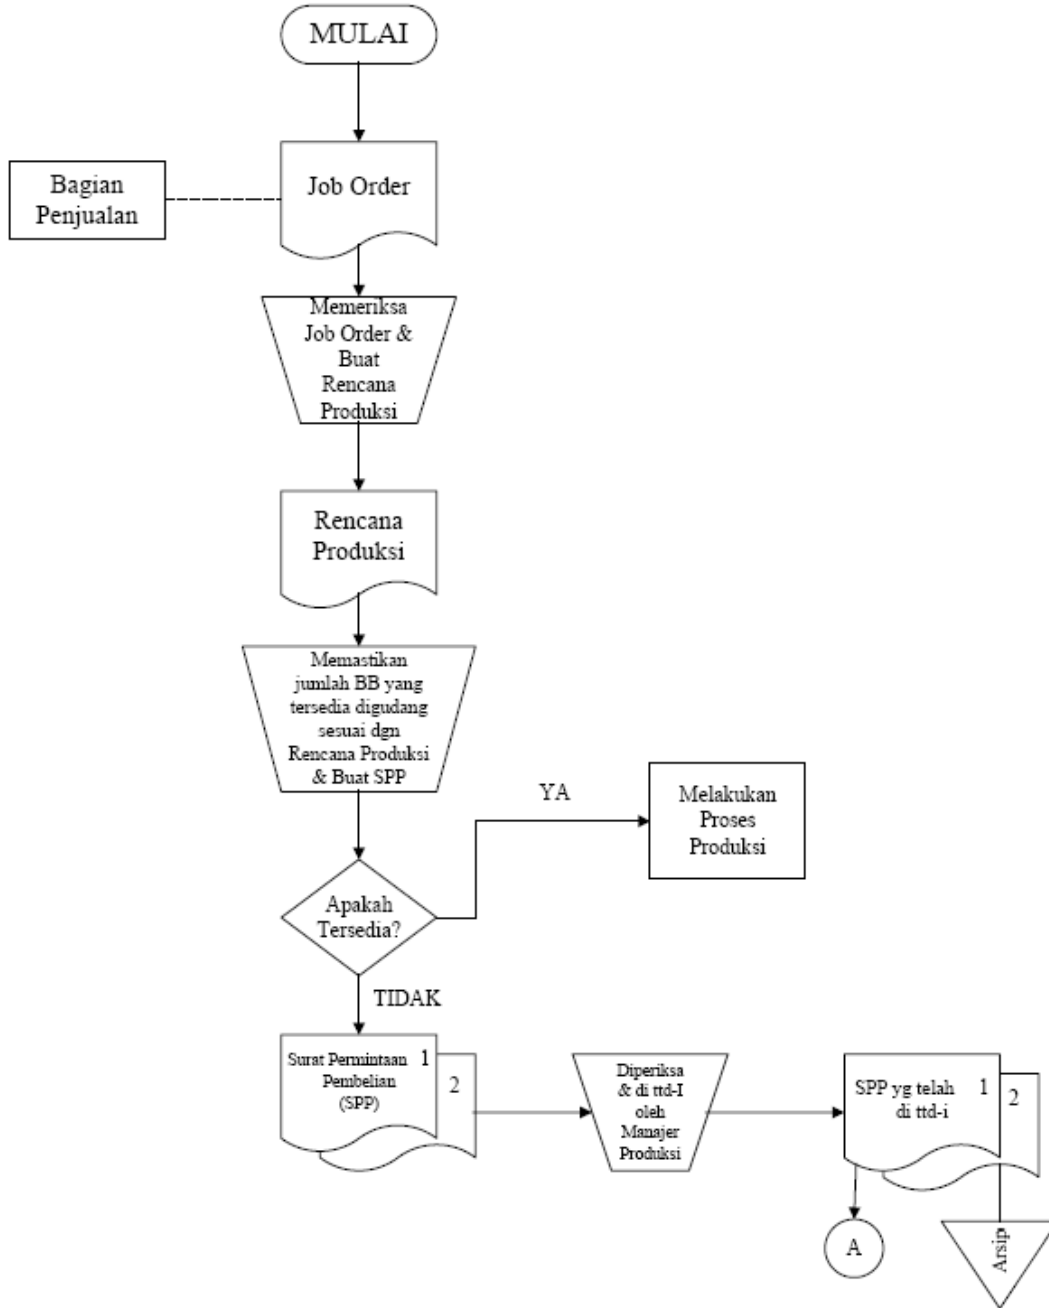 MULAI
Bagian
Penjualan
Job Order
Memeriksa
Job Order &
Buat
Rencana
Produksi
Rencana
Produksi
Memastikan
jumlah BB yang
tersedia digudang
sesuai dgn
Rencana Produksi
& Buat SPP
YA
Melakukan
Proses
Produksi
Apakah
Tersedia?
TIDAK
Surat Permintaan 1
Pembelian
(SPP)
2
Diperiksa
& di ttd-I
oleh
Manajer
Produksi
SPP yg telah 1
di ttd-i
2
A
Arsip